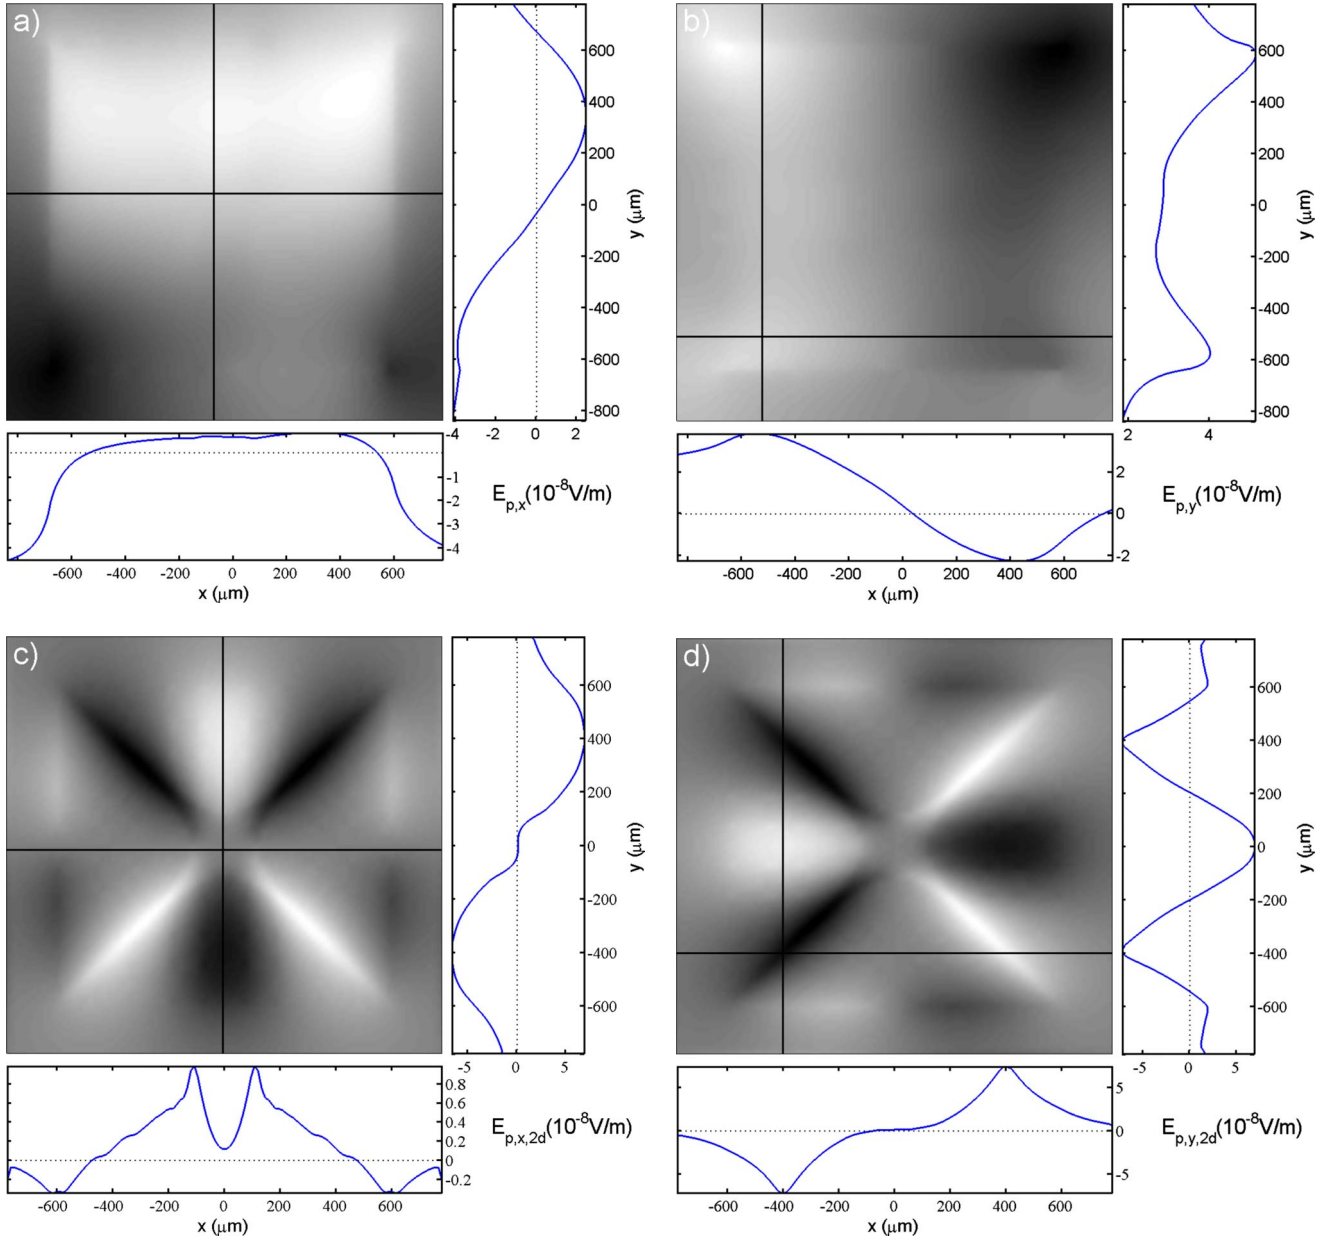 a)
600
400
200
0
-200
-400
-600
-800
y (μm)
-4 -2 0 2
-1
-2
-3
-4
-600 -400 -200 0 200 400 600
x (μm)
E_p,x(10^-8V/m)
b)
600
400
200
0
-200
-400
-600
-800
y (μm)
2 4
2
0
-2
-600 -400 -200 0 200 400 600
x (μm)
E_p,y(10^-8V/m)
c)
600
400
200
0
-200
-400
-600
y (μm)
-5 0 5
0.8
0.6
0.4
0.2
0
-0.2
-600 -400 -200 0 200 400 600
x (μm)
E_p,x,2d(10^-8V/m)
d)
600
400
200
0
-200
-400
-600
y (μm)
-5 0 5
5
0
-5
-600 -400 -200 0 200 400 600
x (μm)
E_p,y,2d(10^-8V/m)